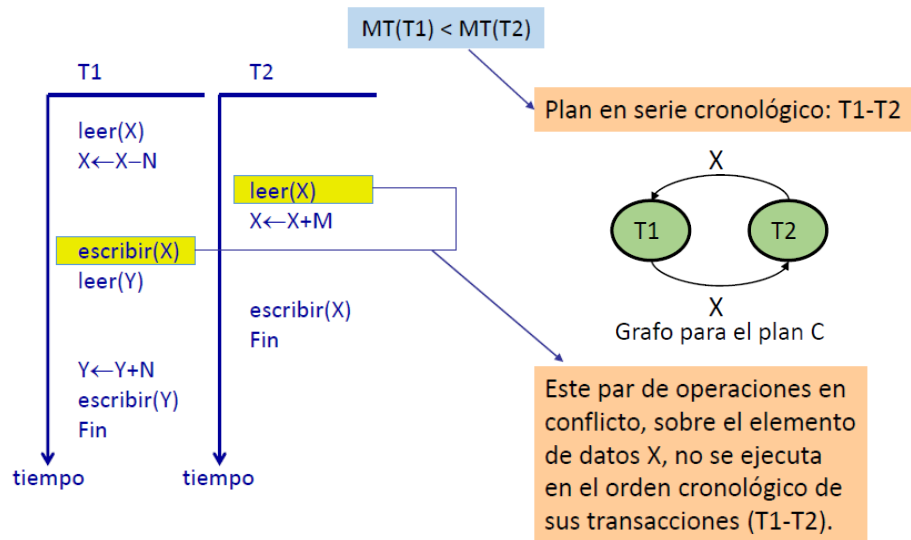 MT(T1) < MT(T2)
T1
T2
leer(X)
X←X−N
leer(X)
X←X+M
escribir(X)
leer(Y)
escribir(X)
Fin
Y←Y+N
escribir(Y)
Fin
tiempo
tiempo
Plan en serie cronológico: T1-T2
X
T1
T2
X
Grafo para el plan C
Este par de operaciones en
conflicto, sobre el elemento
de datos X, no se ejecuta
en el orden cronológico de
sus transacciones (T1-T2).